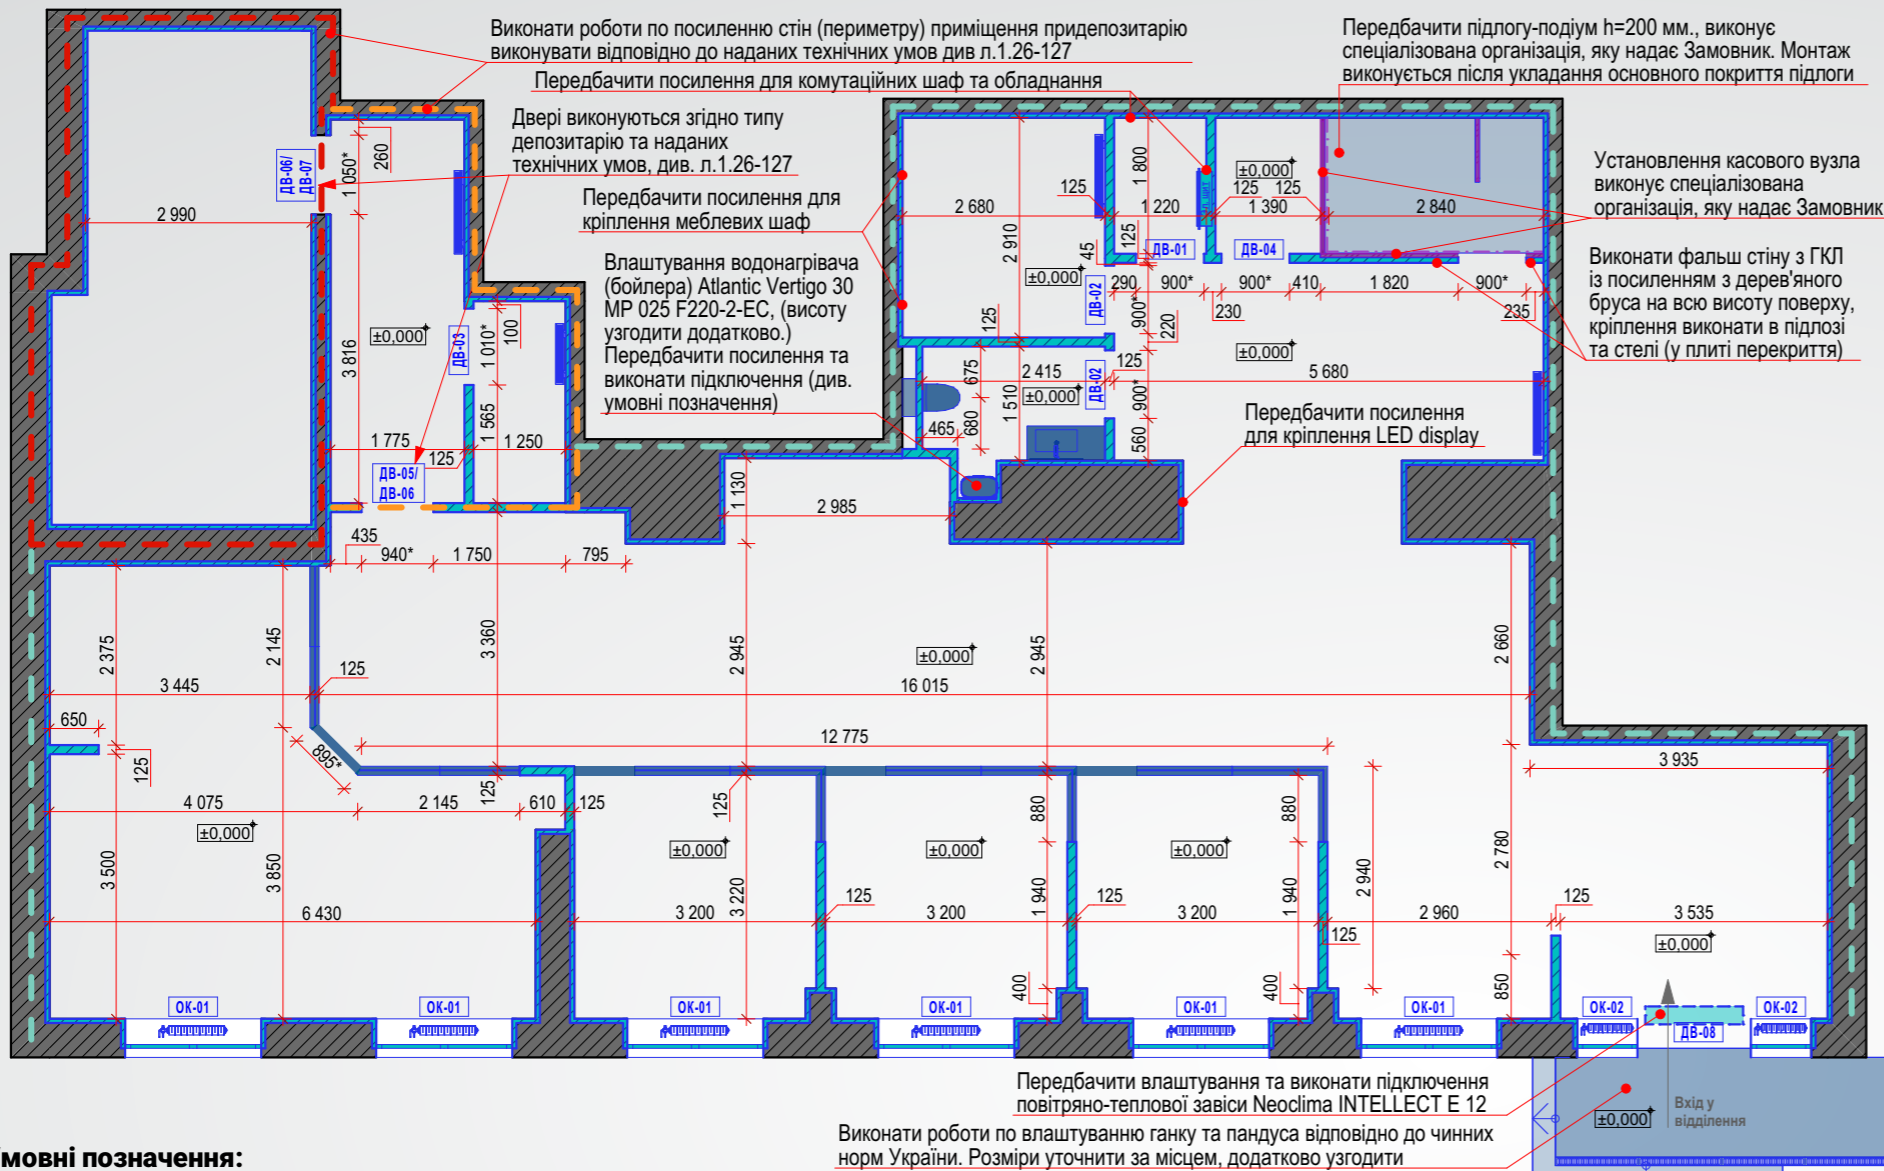 Виконати роботи по посиленню стін (периметру) приміщення придепозитарію
виконувати відповідно до наданих технічних умов див л.1.26-127
Передбачити посилення для комутаційних шаф та обладнання
Передбачити підлогу-подіум h=200 мм., виконує
спеціалізована організація, яку надає Замовник. Монтаж
виконується після укладання основного покриття підлоги
Двері виконуються згідно типу
депозитарію та наданих
технічних умов, див. л.1.26-127
Передбачити посилення для
кріплення меблевих шаф
Влаштування водонагрівача
(бойлера) Atlantic Vertigo 30
MP 025 F220-2-EC, (висоту
узгодити додатково.)
Передбачити посилення та
виконати підключення (див.
умовні позначення)
Установлення касового вузла
виконує спеціалізована
організація, яку надає Замовник
Виконати фальш стіну з ГКЛ
із посиленням з дерев'яного
бруса на всю висоту поверху,
кріплення виконати в підлозі
та стелі (у плиті перекриття)
Передбачити посилення
для кріплення LED display
ДВ-06/
ДВ-07
1 050*
260
2 990
±0,000
3 816
ДВ-03
1 010*
100
1 565
1 775
125
1 250
ДВ-05/
ДВ-06
435
940*
1 750
795
125
2 680
2 910
1 800
1 220
125
45
±0,000
125
125
1 390
2 840
ДВ-01
ДВ-04
±0,000
290
900*
900*
410
1 820
900*
230
235
ДВ-02
900*
220
125
±0,000
675
2 415
125
5 680
±0,000
1 510
ДВ-02
900*
465
680
560
1 130
2 985
2 375
2 145
3 360
2 945
2 945
2 660
±0,000
3 445
125
16 015
650
125
895*
12 775
3 935
4 075
2 145
125
610
125
125
880
880
±0,000
±0,000
±0,000
±0,000
3 500
3 850
3 220
1 940
1 940
2 940
2 780
6 430
3 200
125
3 200
125
3 200
125
2 960
125
3 535
±0,000
400
400
850
ОК-01
ОК-01
ОК-01
ОК-01
ОК-01
ОК-01
ОК-02
ОК-02
ДВ-08
Передбачити влаштування та виконати підключення
повітряно-теплової завіси Neoclima INTELLECT E 12
Виконати роботи по влаштуванню ганку та пандуса відповідно до чинних
норм України. Розміри уточнити за місцем, додатково узгодити
±0,000
Вхід у
відділення
мовні позначення: